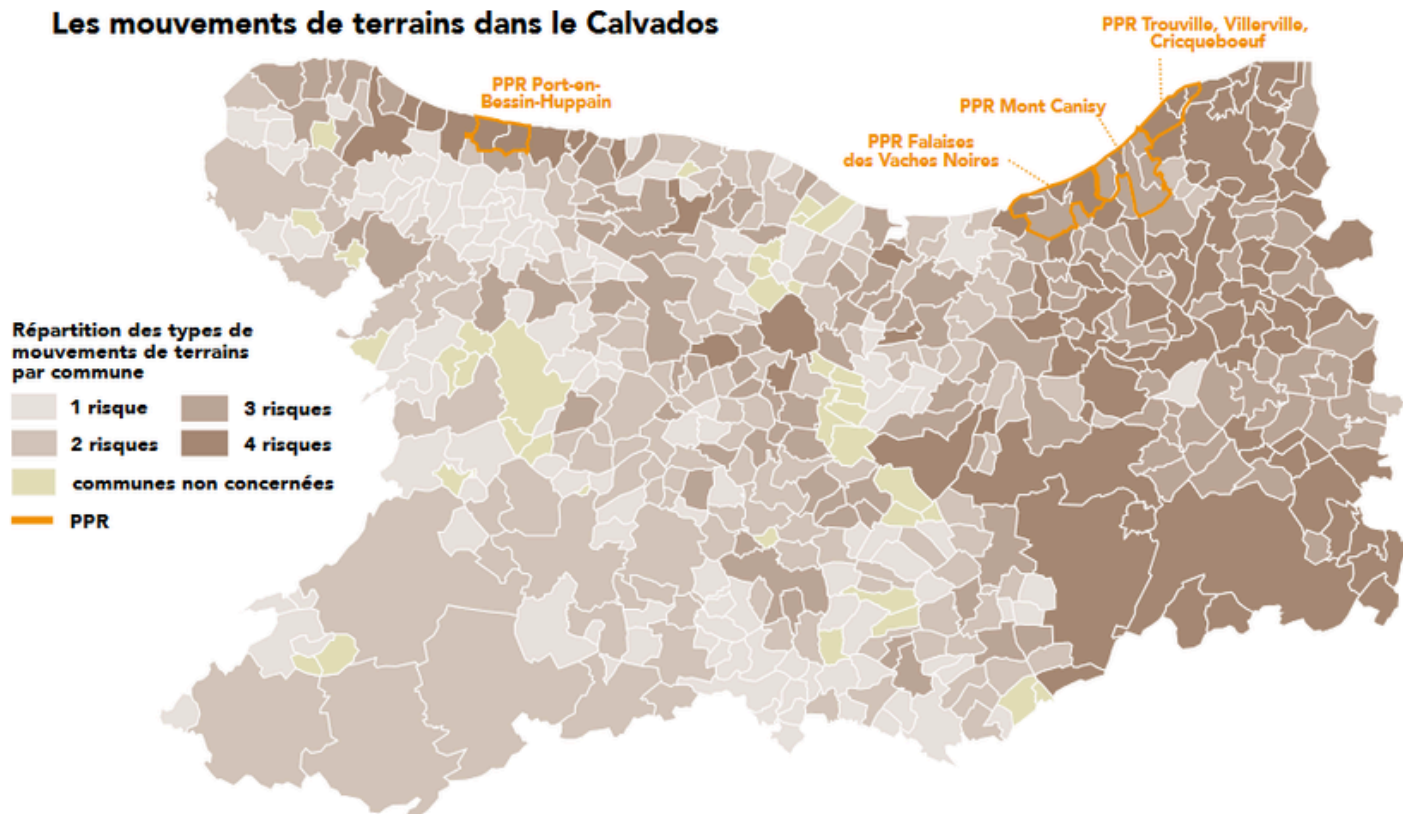 Les mouvements de terrains dans le Calvados
PPR Trouville, Villerville,
Cricqueboeuf
PPR Port-en-
Bessin-Huppain
PPR Mont Canisy
PPR Falaises
des Vaches Noires
Répartition des types de
mouvements de terrains
par commune
1 risque
3 risques
2 risques
4 risques
communes non concernées
PPR